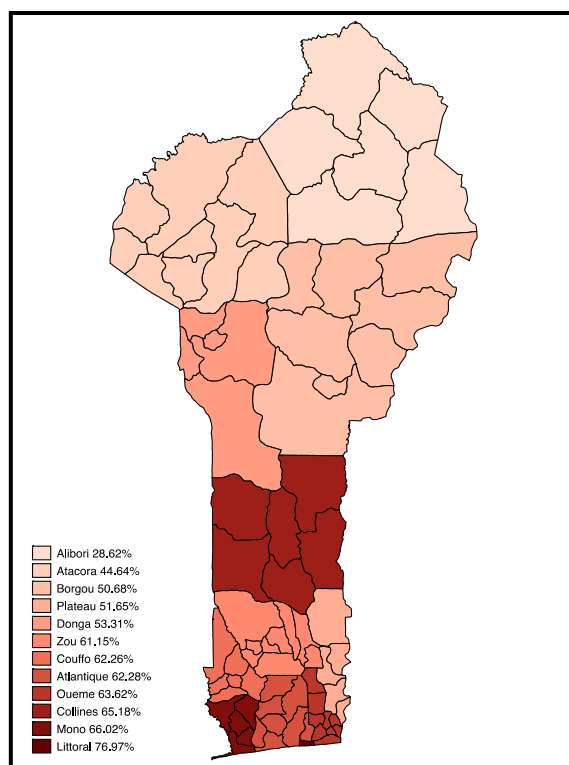 Alibori 28.62%
Atacora 44.64%
Borgou 50.68%
Plateau 51.65%
Donga 53.31%
Zou 61.15%
Couffo 62.26%
Atlantique 62.28%
Oueme 63.62%
Collines 65.18%
Mono 66.02%
Littoral 76.97%